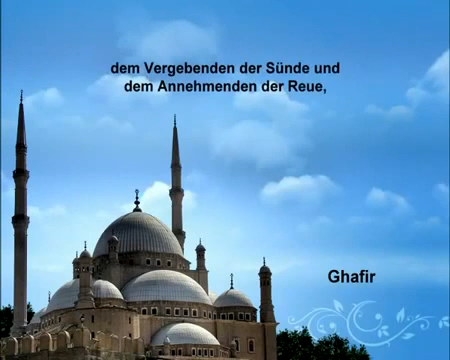 dem Vergebenden der Sünde und
dem Annehmenden der Reue,
Ghafir